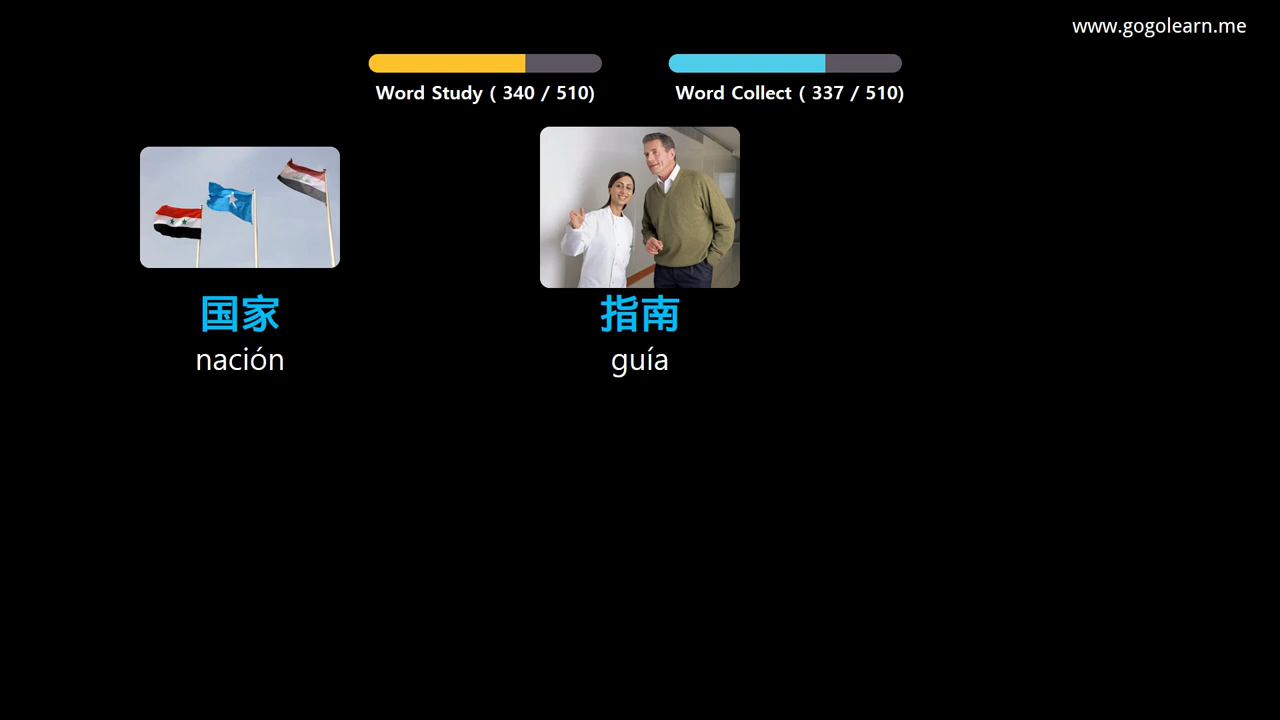 www.gogolearn.me
Word Study ( 340 / 510)
Word Collect ( 337 / 510)
国家
nación
指南
guía